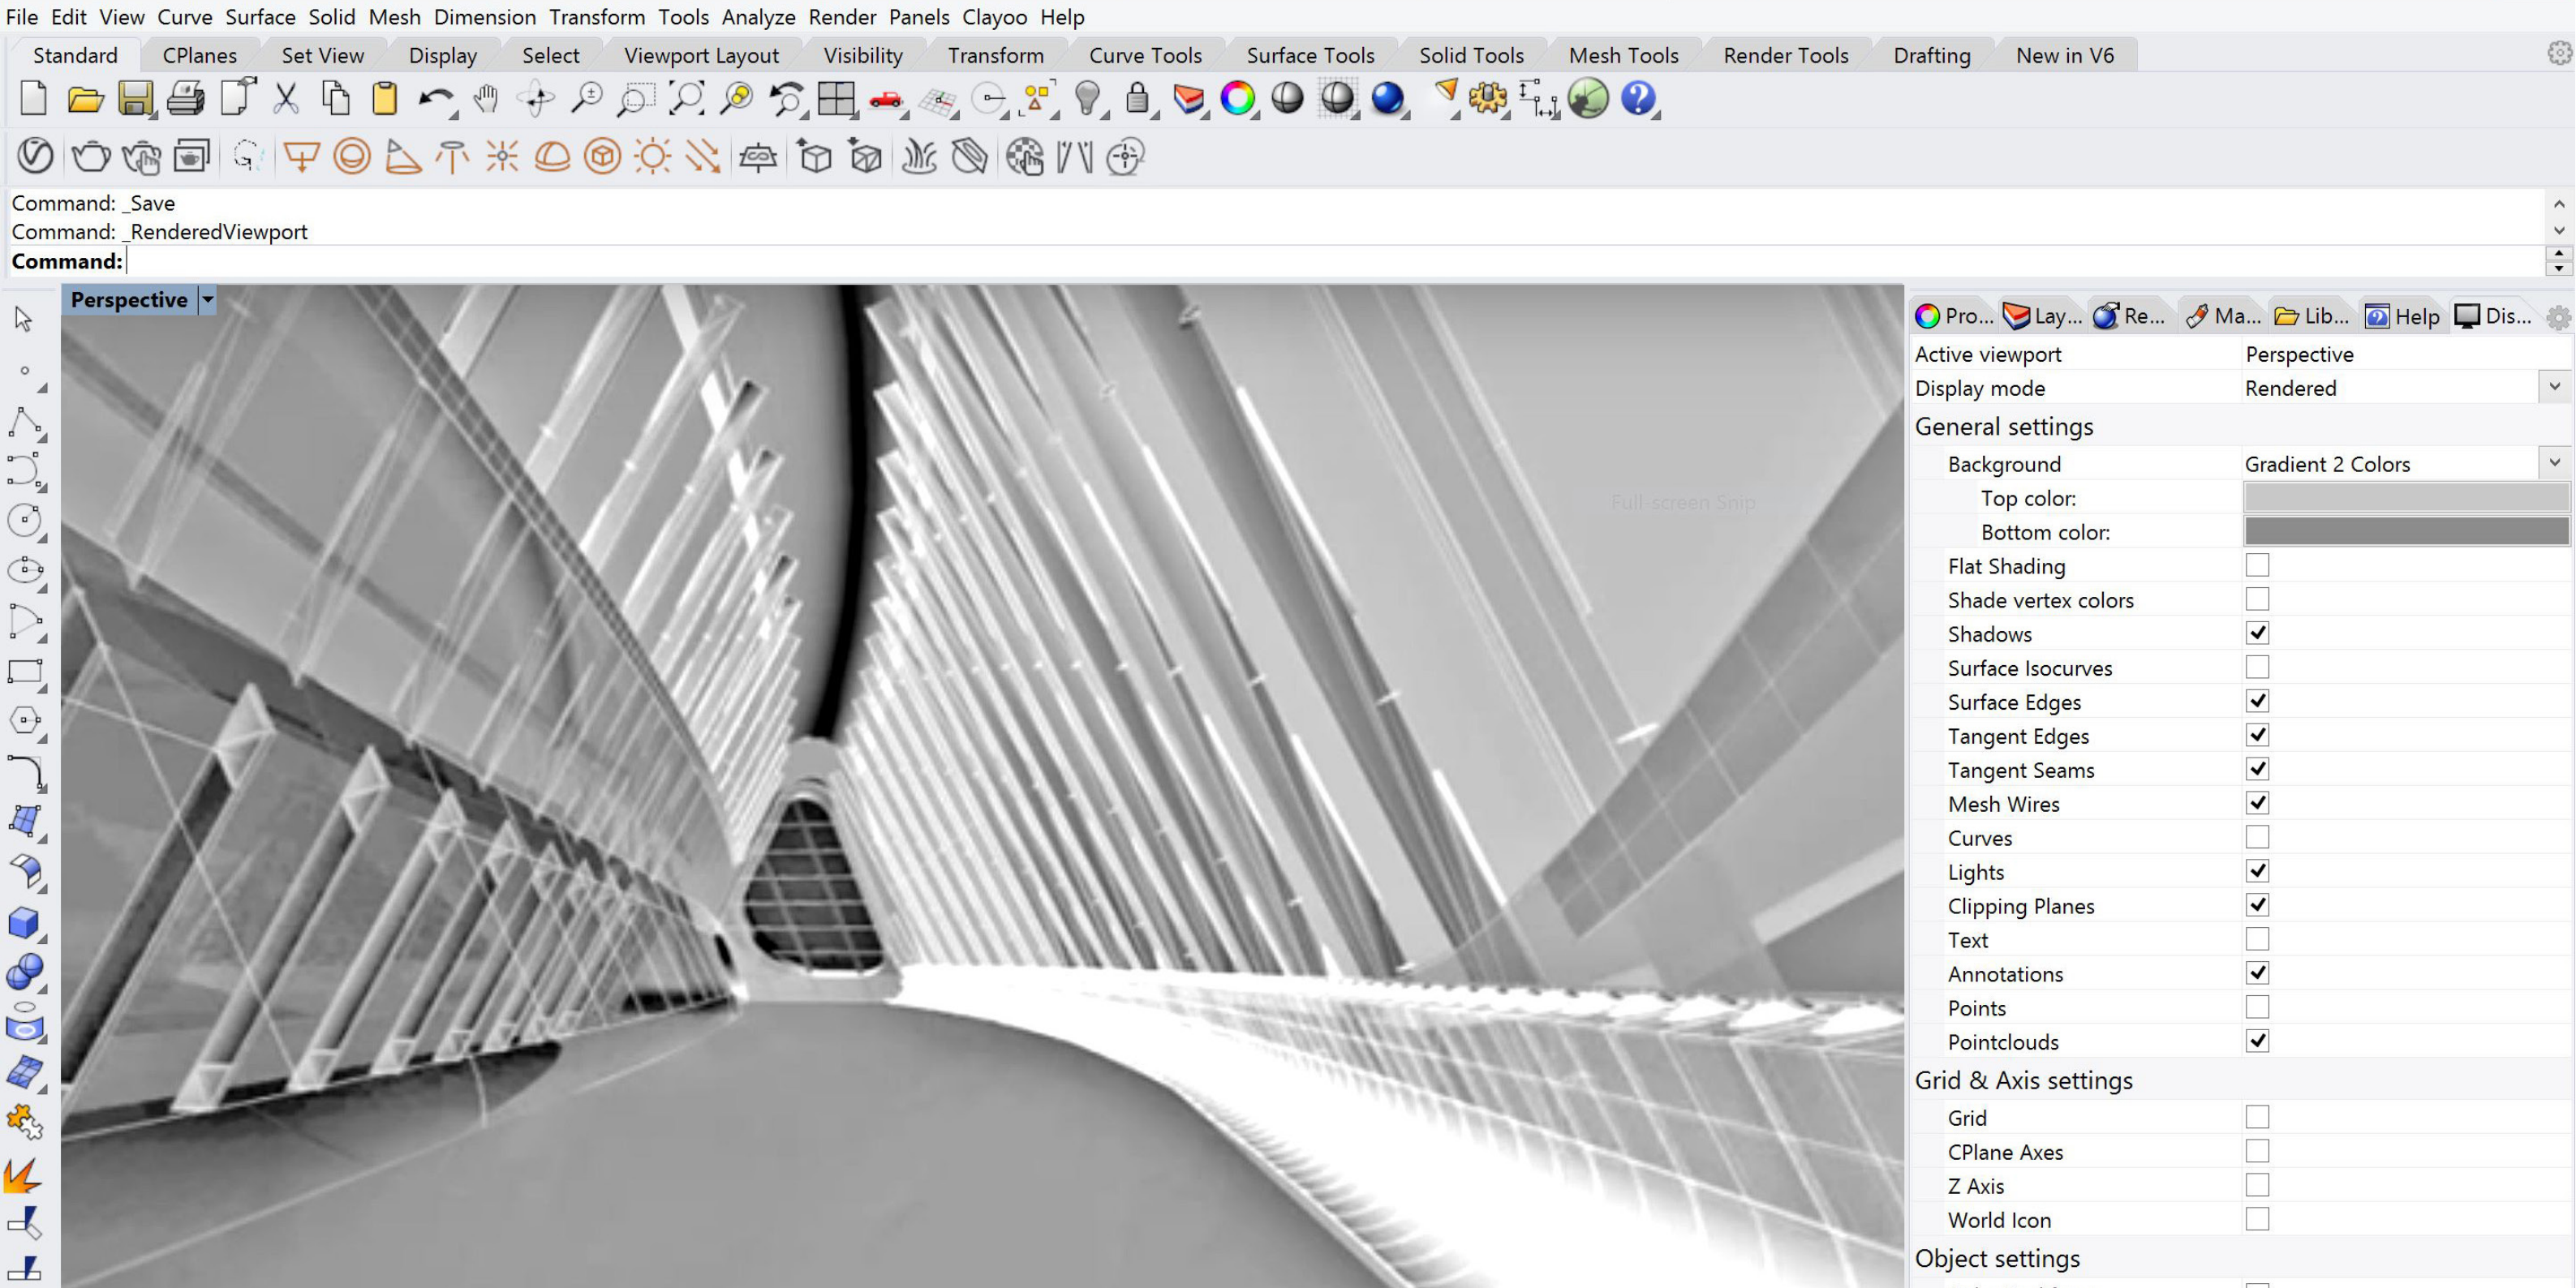 File Edit View Curve Surface Solid Mesh Dimension Transform Tools Analyze Render Panels Clayoo Help
Standard CPlanes Set View Display Select Viewport Layout Visibility Transform Curve Tools Surface Tools Solid Tools Mesh Tools Render Tools Drafting New in V6
Command: _Save
Command: _RenderedViewport
Command:
Perspective
Pro... Lay... Re... Ma... Lib... Help Dis...
Active viewport Perspective
Display mode Rendered
General settings
Background Gradient 2 Colors
Full-screen Snip
Top color:
Bottom color:
Flat Shading
Shade vertex colors
Shadows
Surface Isocurves
Surface Edges
Tangent Edges
Tangent Seams
Mesh Wires
Curves
Lights
Clipping Planes
Text
Annotations
Points
Pointclouds
Grid & Axis settings
Grid
CPlane Axes
Z Axis
World Icon
Object settings